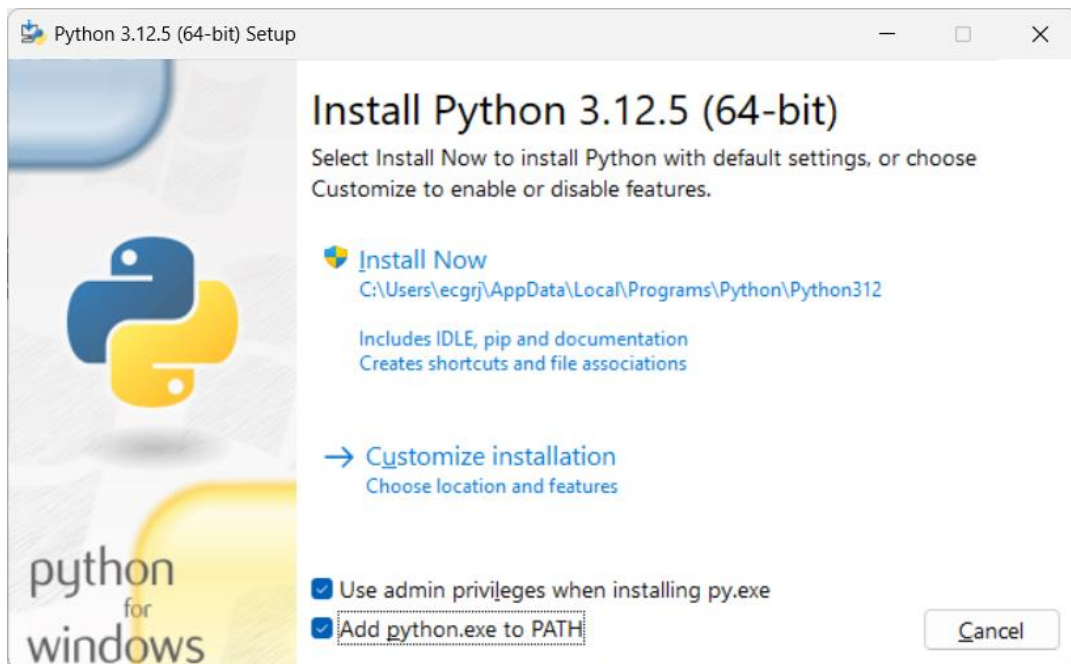 Python 3.12.5 (64-bit) Setup
Install Python 3.12.5 (64-bit)
Select Install Now to install Python with default settings, or choose
Customize to enable or disable features.
Install Now
C:\Users\ecgrj\AppData\Local\Programs\Python\Python312
Includes IDLE, pip and documentation
Creates shortcuts and file associations
Customize installation
Choose location and features
python
for
windows
Use admin privileges when installing py.exe
Add python.exe to PATH
Cancel